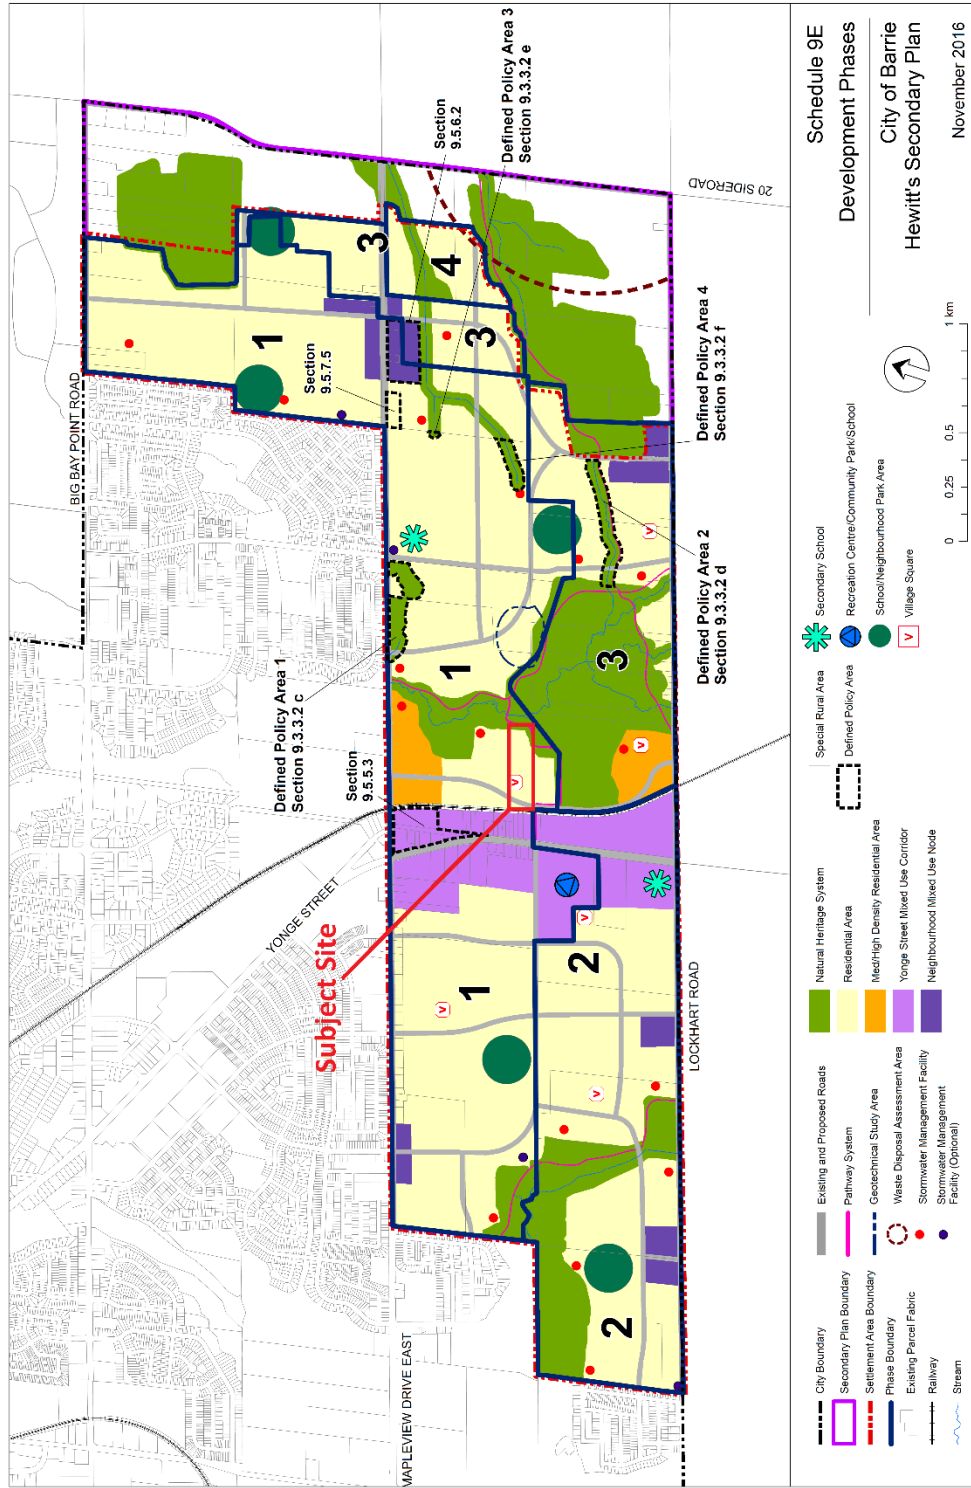 Schedule 9E
Development Phases
City of Barrie
Hewitt's Secondary Plan
November 2016
BIG BAY POINT ROAD
20 SIDEROAD
Section
9.5.6.2
Defined Policy Area 3
Section 9.3.3.2 e
Section
9.5.7.5
Defined Policy Area 4
Section 9.3.3.2 f
Defined Policy Area 2
Section 9.3.3.2 d
Defined Policy Area 1
Section 9.3.3.2 c
Section
9.5.5.3
YONGE STREET
Subject Site
MAPLEVIEW DRIVE EAST
LOCKHART ROAD
1
3
4
3
1
3
1
2
2
V
V
V
V
V
V
City Boundary
Secondary Plan Boundary
Settlement Area Boundary
Phase Boundary
Existing Parcel Fabric
Railway
Stream
Existing and Proposed Roads
Pathway System
Geotechnical Study Area
Waste Disposal Assessment Area
Stormwater Management Facility
Stormwater Management
Facility (Optional)
Natural Heritage System
Residential Area
Med/High Density Residential Area
Yonge Street Mixed Use Corridor
Neighbourhood Mixed Use Node
Special Rural Area
Defined Policy Area
Secondary School
Recreation Centre/Community Park/School
School/Neighbourhood Park Area
V Village Square
0 0.25 0.5 1 km